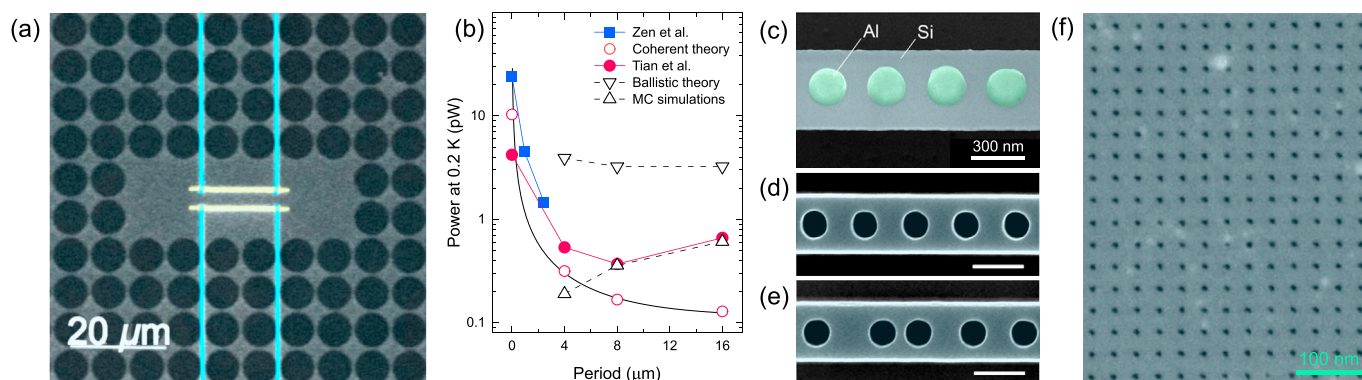 (a)
20 µm
(b)
Zen et al.
Coherent theory
Tian et al.
Ballistic theory
MC simulations
Power at 0.2 K (pW)
10
1
0.1
0 4 8 12 16
Period (µm)
(c)
Al
Si
300 nm
(d)
(e)
(f)
100 nm